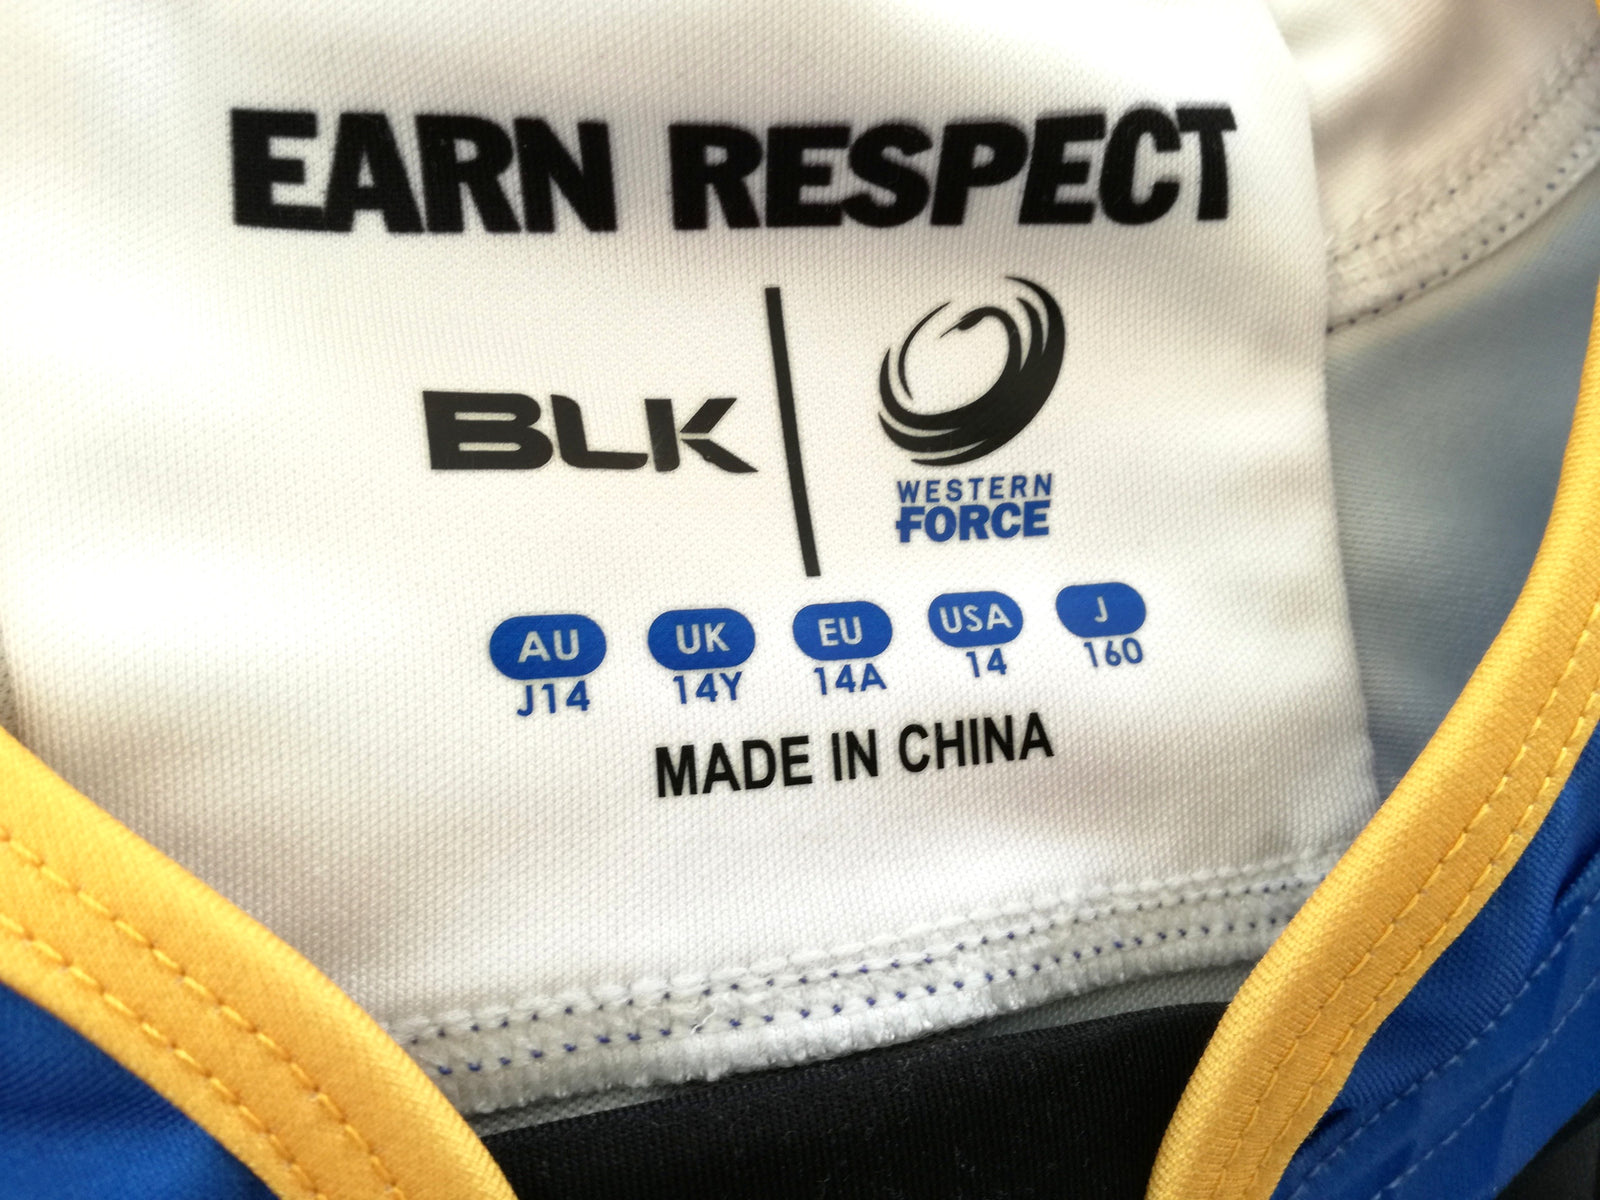 EARN RESPECT
BLK
WESTERN
FORCE
AU UK EU USA J
J14 14Y 14A 14 160
MADE IN CHINA